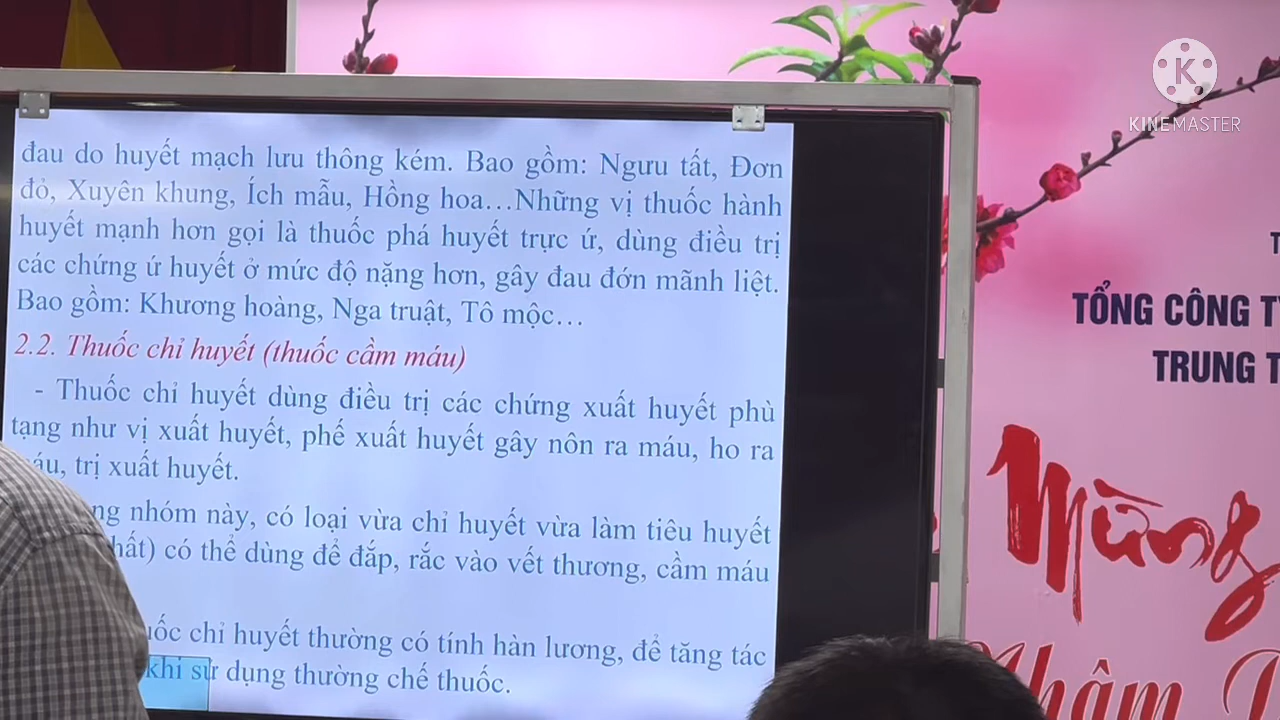 đau do huyết mạch lưu thông kém. Bao gồm: Ngưu tất, Đơn
đỏ, Xuyên khung, Ích mẫu, Hồng hoa…Những vị thuốc hành
huyết mạnh hơn gọi là thuốc phá huyết trực ứ, dùng điều trị
các chứng ứ huyết ở mức độ nặng hơn, gây đau đớn mãnh liệt.
Bao gồm: Khương hoàng, Nga truật, Tô mộc…
2.2. Thuốc chỉ huyết (thuốc cầm máu)
- Thuốc chỉ huyết dùng điều trị các chứng xuất huyết phù
tạng như vị xuất huyết, phế xuất huyết gây nôn ra máu, ho ra
trị xuất huyết.
nhóm này, có loại vừa chỉ huyết vừa làm tiêu huyết
có thể dùng để đắp, rắc vào vết thương, cầm máu
chỉ huyết thường có tính hàn lương, để tăng tác
khi sử dụng thường chế thuốc.
KINEMASTER
TỔNG CÔNG
TRUNG
Mừng